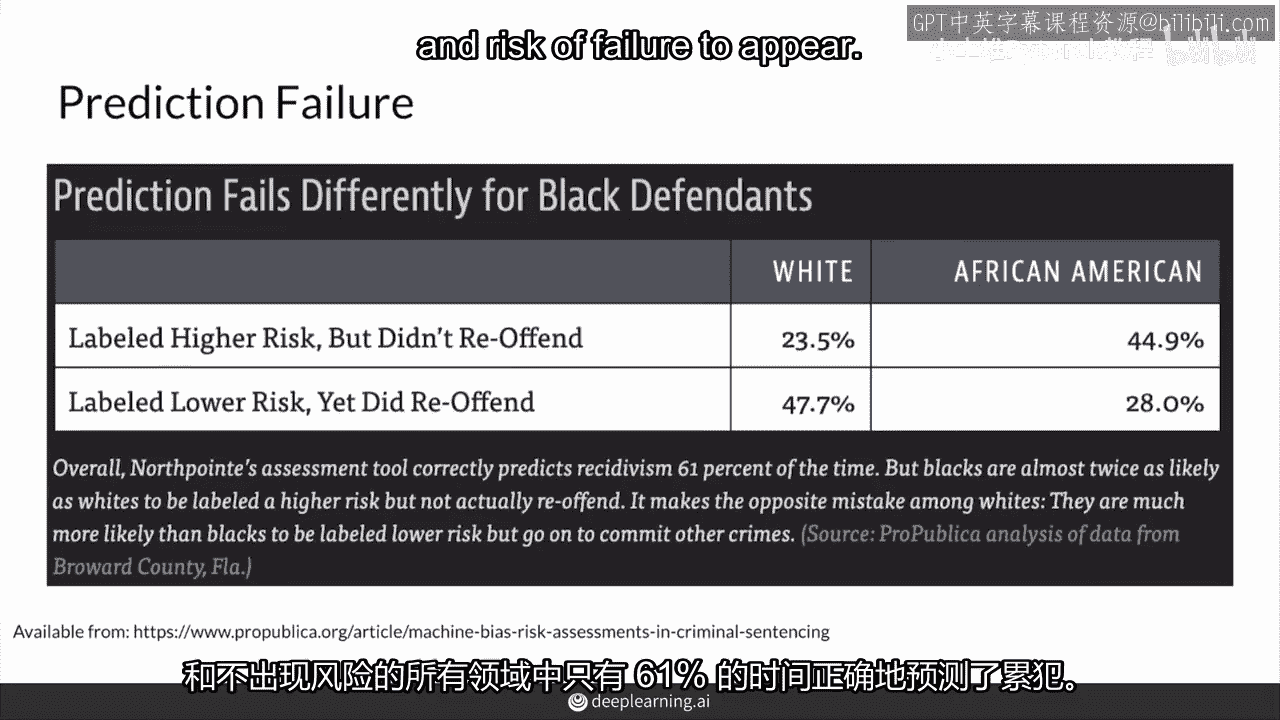 GPT中英字幕课程资源@bilibili.com
and risk of failure to appear.
Prediction Failure
Prediction Fails Differently for Black Defendants
WHITE AFRICAN AMERICAN
Labeled Higher Risk, But Didn't Re-Offend 23.5% 44.9%
Labeled Lower Risk, Yet Did Re-Offend 47.7% 28.0%
Overall, Northpointe's assessment tool correctly predicts recidivism 61 percent of the time. But blacks are almost twice as likely
as whites to be labeled a higher risk but not actually re-offend. It makes the opposite mistake among whites: They are much
more likely than blacks to be labeled lower risk but go on to commit other crimes. (Source: ProPublica analysis of data from
Broward County, Fla.)
Available from: https://www.propublica.org/article/machine-bias-risk-assessments-in-criminal-sentencing
和不出现风险的所有领域中只有 61% 的时间正确地预测了累犯。
deeplearning.ai